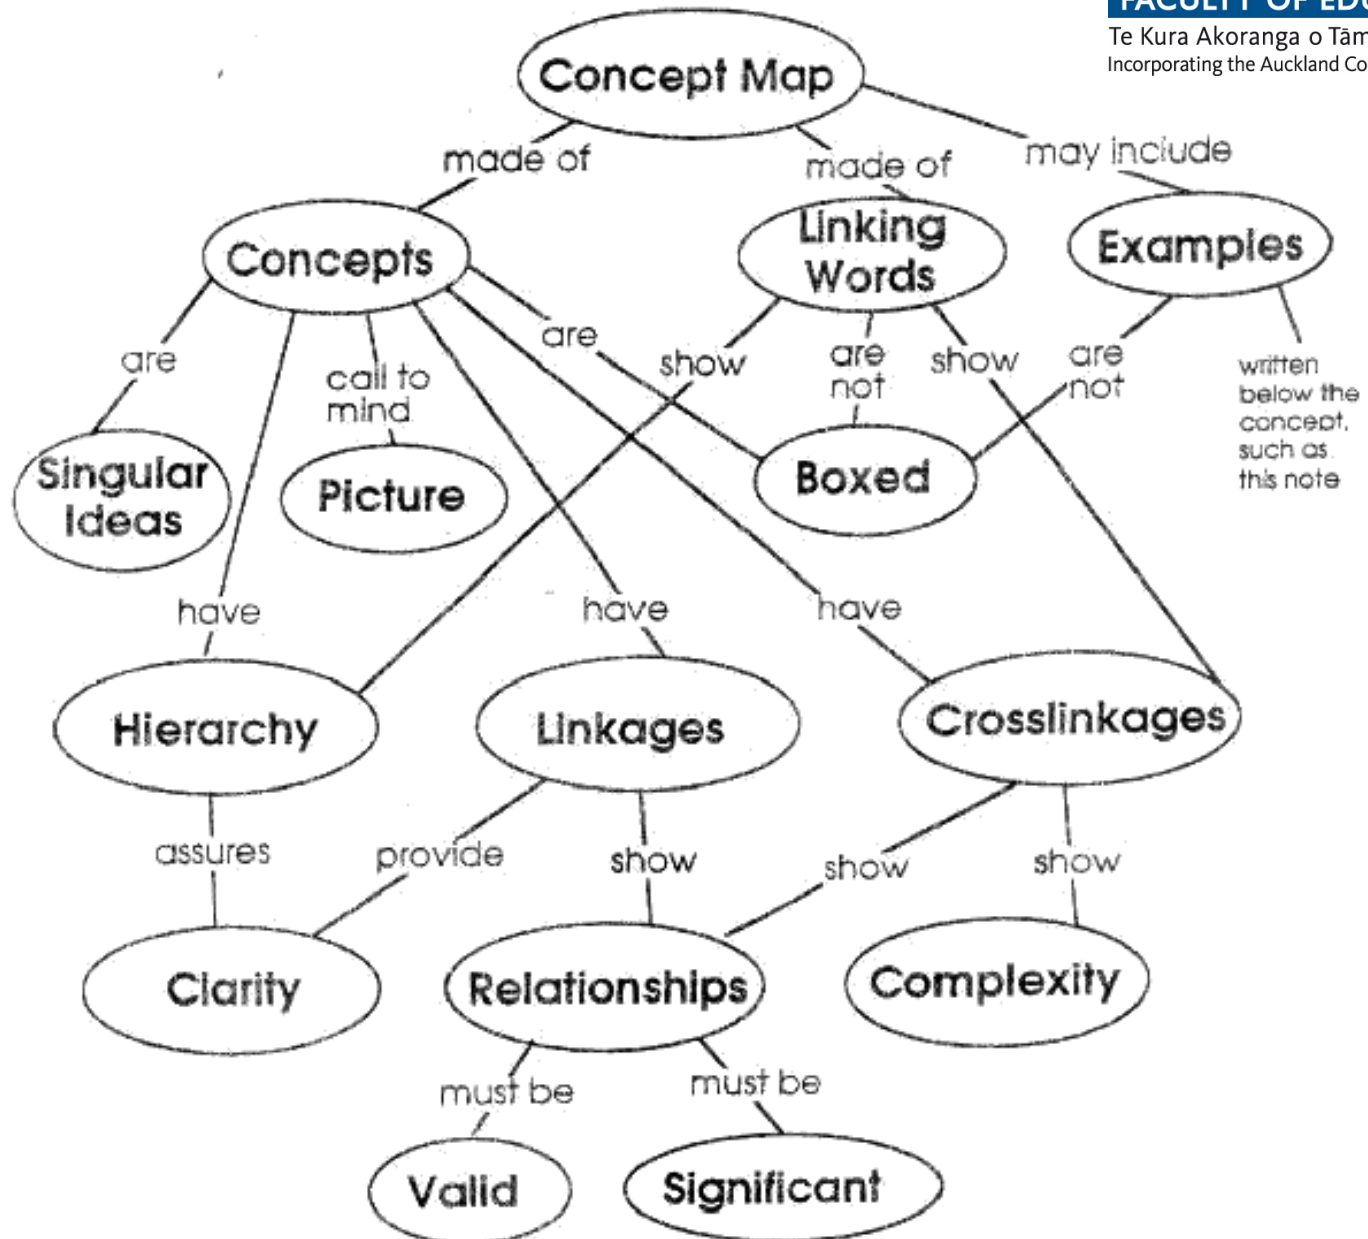 FACULTY OF EDU
Te Kura Akoranga o Tām
Incorporating the Auckland Co
Concept Map
made of
made of
may include
Concepts
Linking
Words
Examples
are
call to
mind
are
show
are
not
show
are
not
written
below the
concept,
such as
this note
Singular
Ideas
Picture
Boxed
have
have
have
Hierarchy
Linkages
Crosslinkages
assures
provide
show
show
show
Clarity
Relationships
Complexity
must be
must be
Valid
Significant